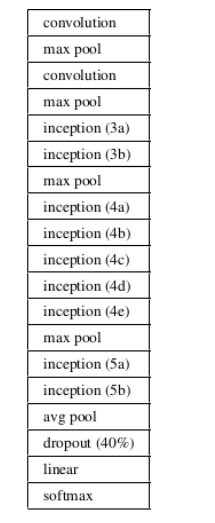 convolution
max pool
convolution
max pool
inception (3a)
inception (3b)
max pool
inception (4a)
inception (4b)
inception (4c)
inception (4d)
inception (4e)
max pool
inception (5a)
inception (5b)
avg pool
dropout (40%)
linear
softmax